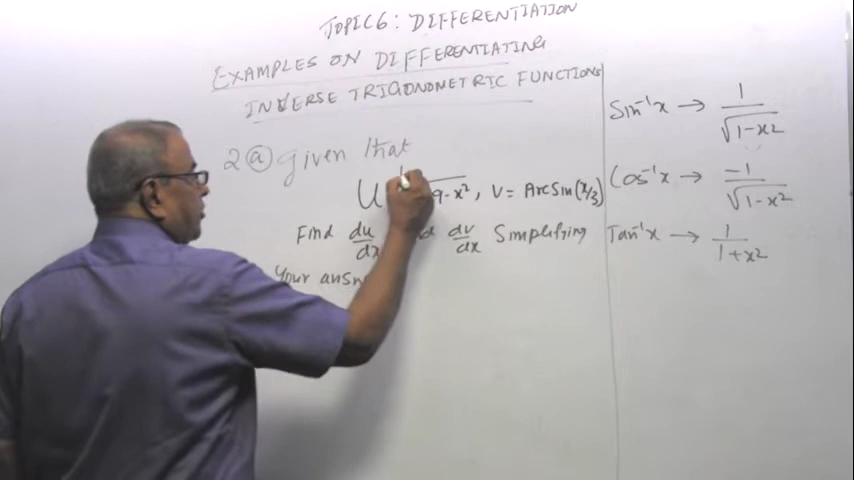 TOPIC 6: DIFFERENTIATION
EXAMPLES ON DIFFERENTIATING
INVERSE TRIGONOMETRIC FUNCTIONS
2 (a) given that
U 9-x², V = ArcSin(x/3)
Find du/dx d dv/dx Simplifying
Your answ
Sin⁻¹x → 1/√(1-x²)
Cos⁻¹x → -1/√(1-x²)
Tan⁻¹x → 1/(1+x²)